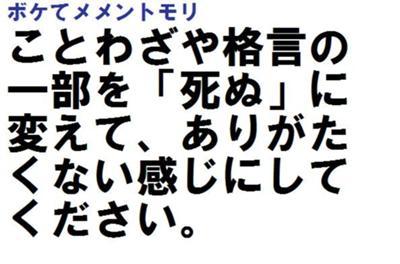 ボケてメメントモリ
ことわざや格言の
一部を「死ぬ」に
変えて、ありがた
くない感じにして
ください。